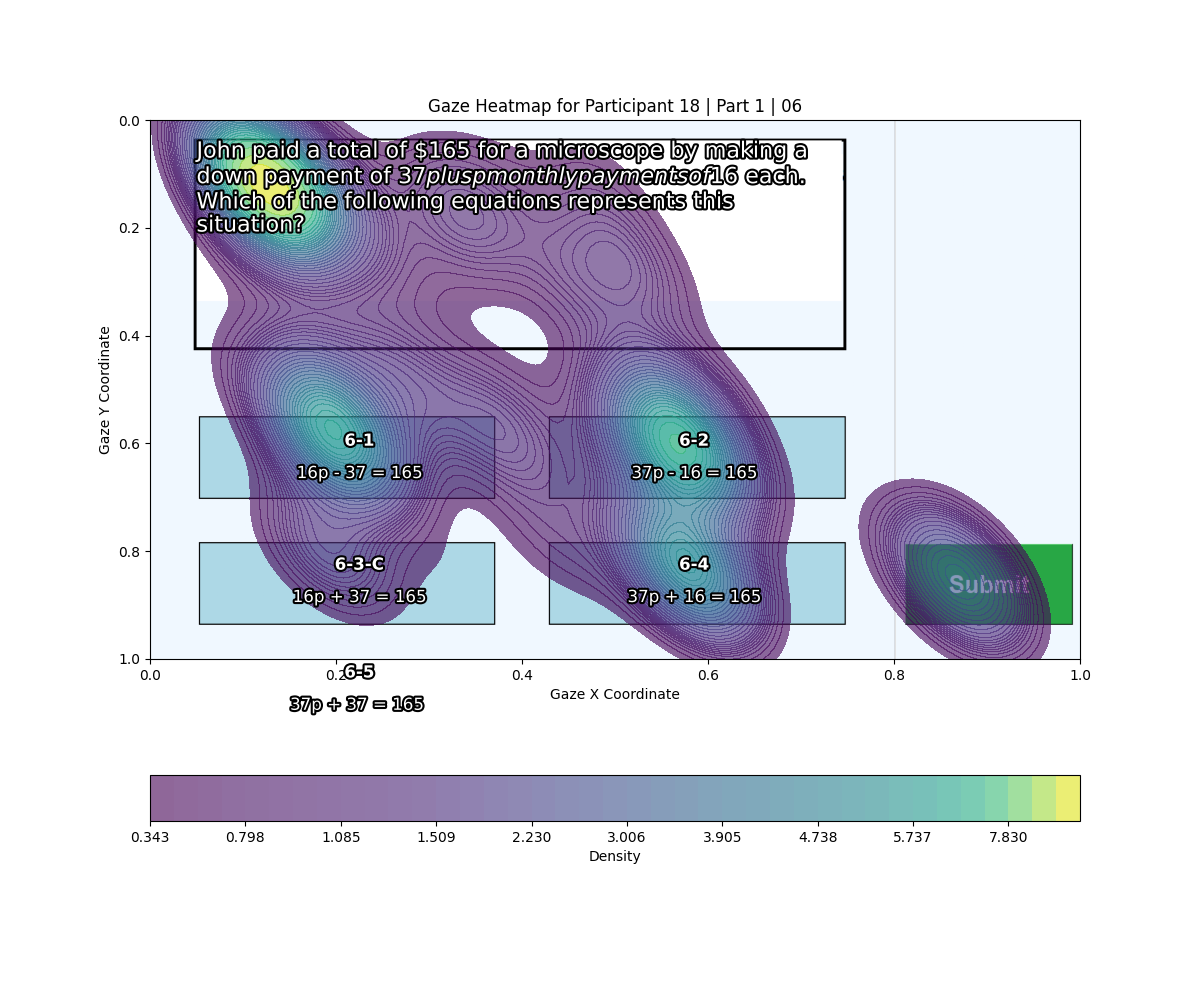 Gaze Heatmap for Participant 18 | Part 1 | 06
0.0
0.2
0.4
0.6
0.8
1.0
Gaze Y Coordinate
John paid a total of $165 for a microscope by making a
down payment of 37pluspmonthlypaymentsof16 each.
Which of the following equations represents this
situation?
6-1
16p - 37 = 165
6-2
37p - 16 = 165
6-3-C
16p + 37 = 165
6-4
37p + 16 = 165
Submit
0.0 0.2 0.4 0.6 0.8 1.0
6-5
37p + 37 = 165
Gaze X Coordinate
0.343 0.798 1.085 1.509 2.230 3.006 3.905 4.738 5.737 7.830
Density